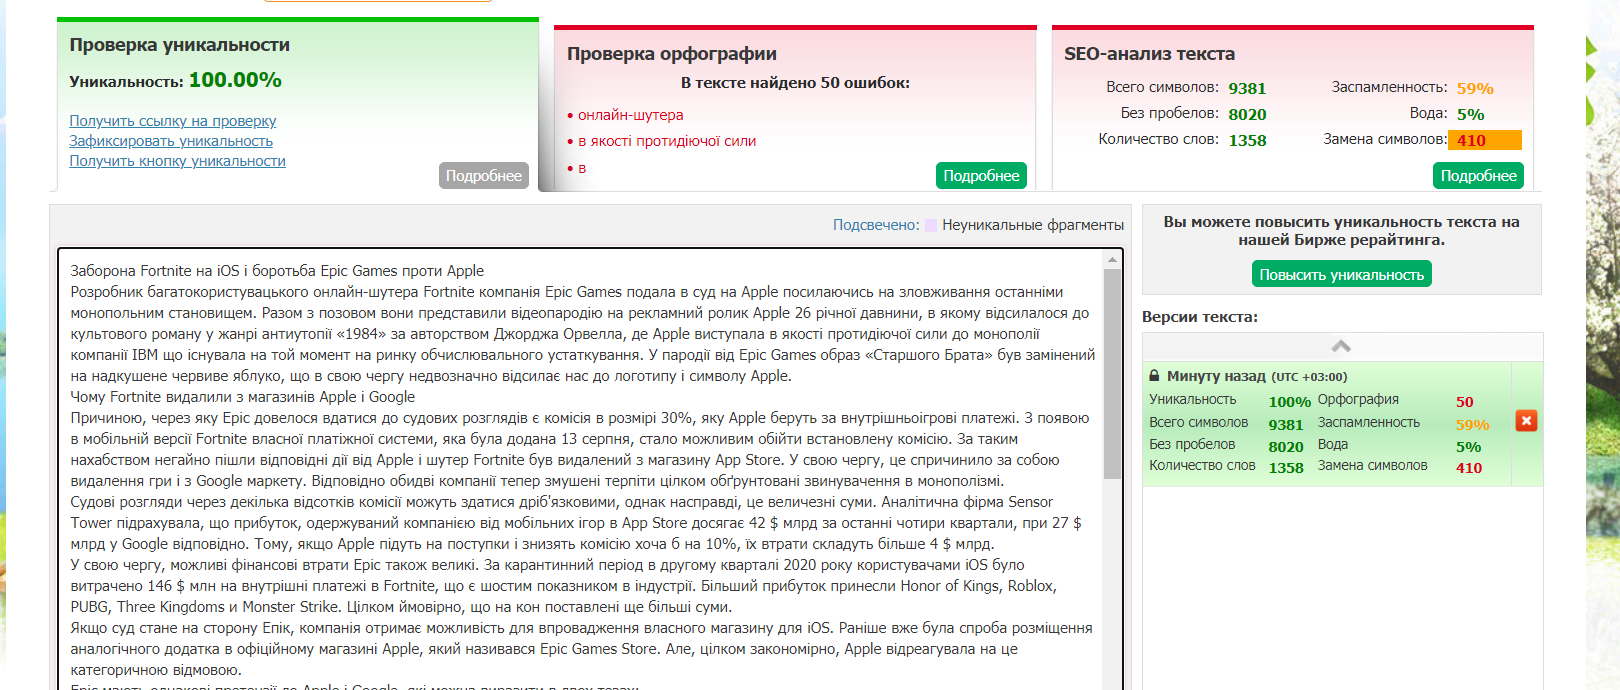 Проверка уникальности
Уникальность: 100.00%
Получить ссылку на проверку
Зафиксировать уникальность
Получить кнопку уникальности
Подробнее
Проверка орфографии
В тексте найдено 50 ошибок:
• онлайн-шутера
• в якості протидіючої сили
• в
Подробнее
SEO-анализ текста
Всего символов: 9381
Без пробелов: 8020
Количество слов: 1358
Заспамленность: 59%
Вода: 5%
Замена символов: 410
Подробнее
Подсвечено: Неуникальные фрагменты
Заборона Fortnite на iOS і боротьба Epic Games проти Apple
Розробник багатокористувацького онлайн-шутера Fortnite компанія Epic Games подала в суд на Apple посилаючись на зловживання останніми
монопольним становищем. Разом з позовом вони представили відеопародію на рекламний ролик Apple 26 річної давнини, в якому відсилалося до
культового роману у жанрі антиутопії «1984» за авторством Джорджа Орвелла, де Apple виступала в якості протидіючої сили до монополії
компанії IBM що існувала на той момент на ринку обчислювального устаткування. У пародії від Epic Games образ «Старшого Брата» був замінений
на надкушене червиве яблуко, що в свою чергу недвозначно відсилає нас до логотипу і символу Apple.
Чому Fortnite видалили з магазинів Apple і Google
Причиною, через яку Epic довелося вдатися до судових розглядів є комісія в розмірі 30%, яку Apple беруть за внутрішньоігрові платежі. З появою
в мобільній версії Fortnite власної платіжної системи, яка була додана 13 серпня, стало можливим обійти встановлену комісію. За таким
нахабством негайно пішли відповідні дії від Apple і шутер Fortnite був видалений з магазину App Store. У свою чергу, це спричинило за собою
видалення гри і з Google маркету. Відповідно обидві компанії тепер змушені терпіти цілком обґрунтовані звинувачення в монополізмі.
Судові розгляди через декілька відсотків комісії можуть здатися дріб'язковими, однак насправді, це величезні суми. Аналітична фірма Sensor
Tower підрахувала, що прибуток, одержуваний компанією від мобільних ігор в App Store досягає 42 $ млрд за останні чотири квартали, при 27 $
млрд у Google відповідно. Тому, якщо Apple підуть на поступки і знизять комісію хоча б на 10%, їх втрати складуть більше 4 $ млрд.
У свою чергу, можливі фінансові втрати Epic також великі. За карантинний період в другому кварталі 2020 року користувачами iOS було
витрачено 146 $ млн на внутрішні платежі в Fortnite, що є шостим показником в індустрії. Більший прибуток принесли Honor of Kings, Roblox,
PUBG, Three Kingdoms и Monster Strike. Цілком ймовірно, що на кон поставлені ще більші суми.
Якщо суд стане на сторону Епік, компанія отримає можливість для впровадження власного магазину для iOS. Раніше вже була спроба розміщення
аналогічного додатка в офіційному магазині Apple, який називався Epic Games Store. Але, цілком закономірно, Apple відреагувала на це
категоричною відмовою.
Epic мають однакові претензії до Apple і Google, які можна виразити в двох тезах:
Вы можете повысить уникальность текста на
нашей Бирже рерайтинга.
Повысить уникальность
Версии текста:
Минуту назад (UTC +03:00)
Уникальность 100% Орфография 50
Всего символов 9381 Заспамленность 59%
Без пробелов 8020 Вода 5%
Количество слов 1358 Замена символов 410